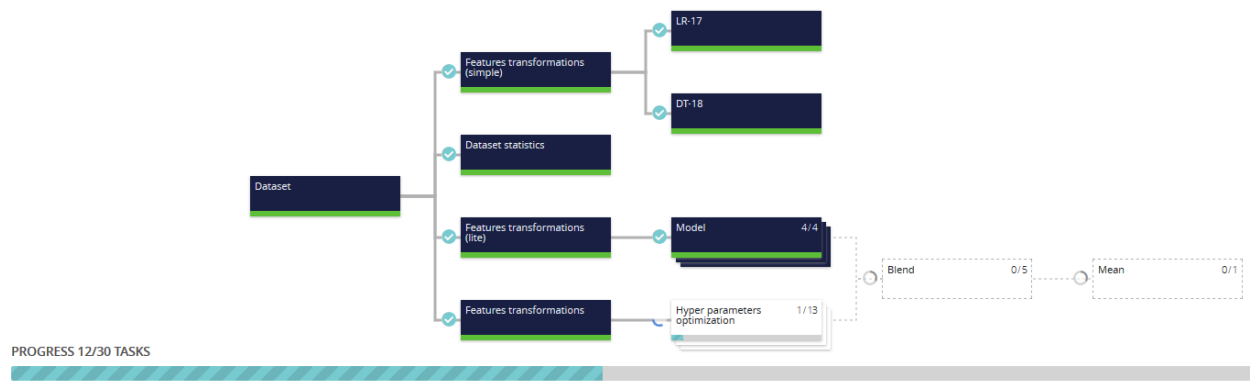 LR-17
Features transformations
(simple)
DT-18
Dataset statistics
Dataset
Features transformations
(lite)
Model 4/4
Blend 0/5
Mean 0/1
Features transformations
Hyper parameters 1/13
optimization
PROGRESS 12/30 TASKS